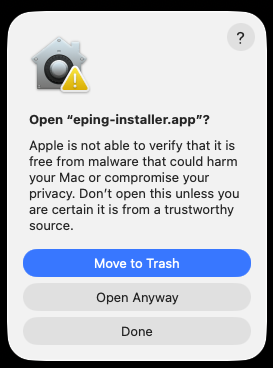 ?
Open “eping-installer.app”?
Apple is not able to verify that it is
free from malware that could harm
your Mac or compromise your
privacy. Don’t open this unless you
are certain it is from a trustworthy
source.
Move to Trash
Open Anyway
Done